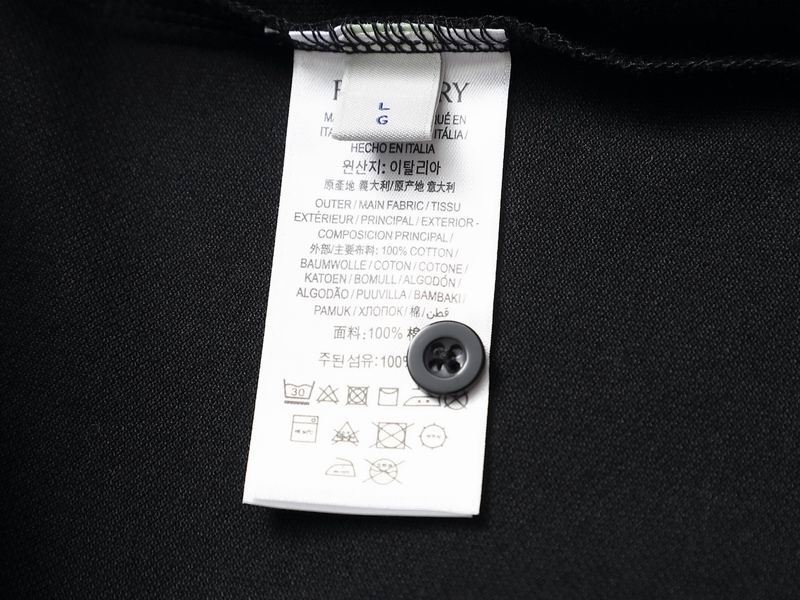 L
G
HECHO EN ITALIA
원산지: 이탈리아
原產地 義大利/原产地 意大利
OUTER / MAIN FABRIC / TISSU
EXTÉRIEUR / PRINCIPAL / EXTERIOR -
COMPOSICION PRINCIPAL /
外部/主要布料: 100% COTTON /
BAUMWOLLE / COTON / COTONE /
KATOEN / BOMULL / ALGODÓN /
ALGODÃO / PUUVILLA / BAMBAKI /
PAMUK / ХЛОПОК / 棉 / قطن
面料: 100% 棉
주된 섬유: 100%
30